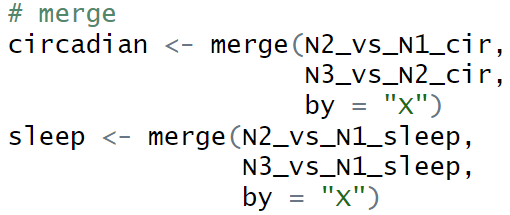 # merge
circadian <- merge(N2_vs_N1_cir,
                   N3_vs_N2_cir,
                   by = "X")
sleep <- merge(N2_vs_N1_sleep,
               N3_vs_N1_sleep,
               by = "X")